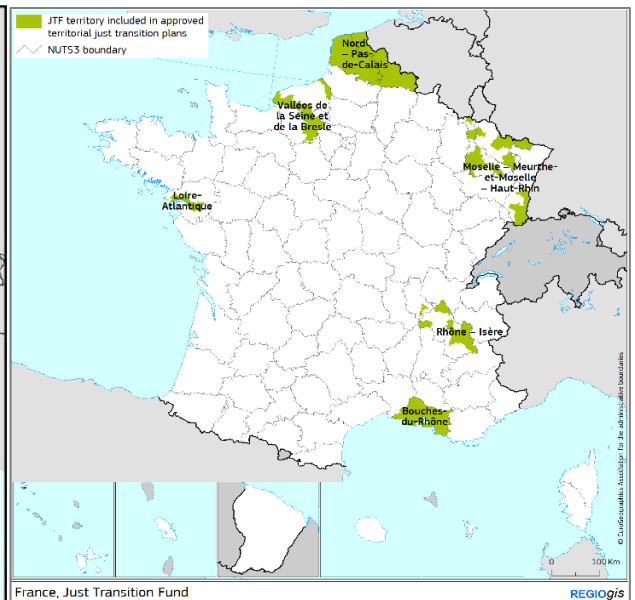 JTF territory included in approved
territorial just transition plans
NUTS3 boundary
Nord
– Pas-
de-Calais
Vallées de
la Séine et
de la Bresle
Moselle – Meurthe-
et-Moselle
– Haut-Rhin
Loire-
Atlantique
Rhône – Isère
Bouches-
du-Rhône
© EuroGeographics Association for the administrative boundaries
0 100 Km
France, Just Transition Fund
REGIOgis